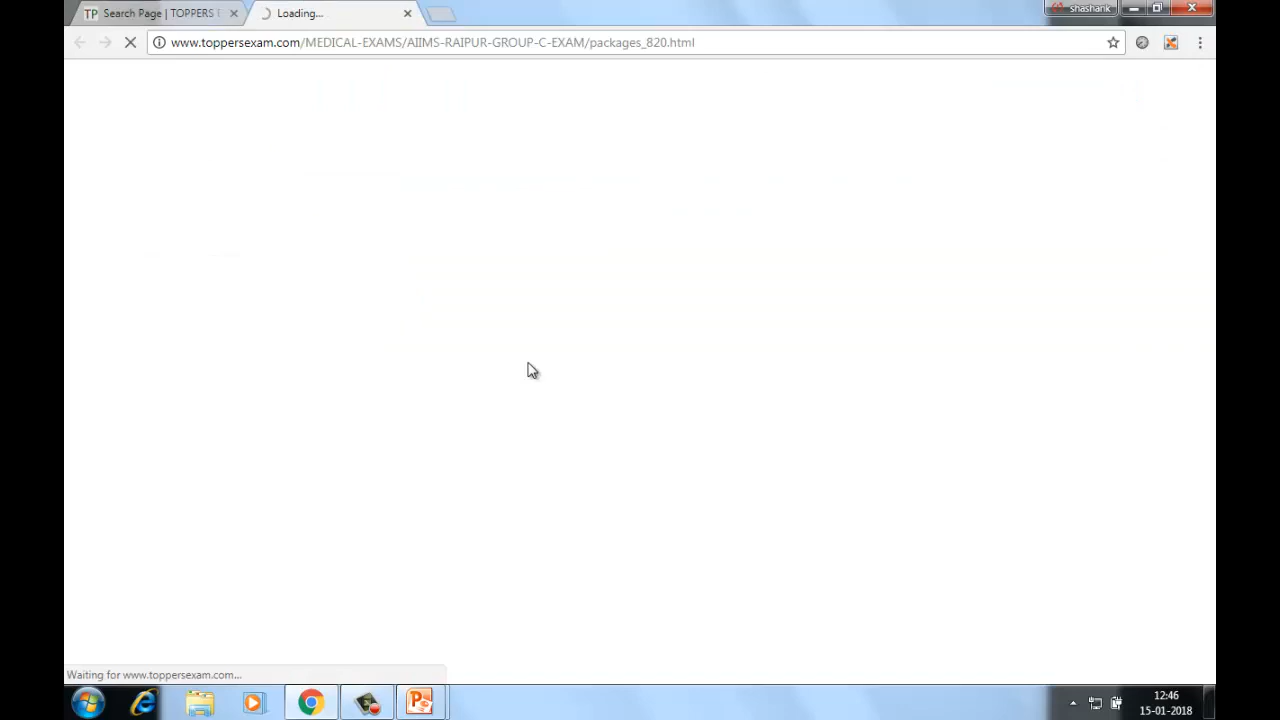 Search Page | TOPPERS E
Loading...
shashank
www.toppersexam.com/MEDICAL-EXAMS/AIIMS-RAIPUR-GROUP-C-EXAM/packages_820.html
Waiting for www.toppersexam.com...
12:46
15-01-2018